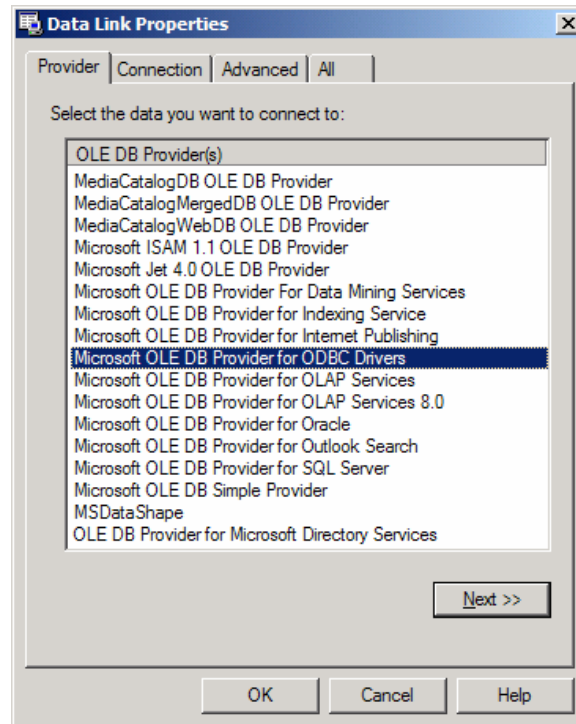 Data Link Properties
Provider Connection Advanced All
Select the data you want to connect to:
OLE DB Provider(s)
MediaCatalogDB OLE DB Provider
MediaCatalogMergedDB OLE DB Provider
MediaCatalogWebDB OLE DB Provider
Microsoft ISAM 1.1 OLE DB Provider
Microsoft Jet 4.0 OLE DB Provider
Microsoft OLE DB Provider For Data Mining Services
Microsoft OLE DB Provider for Indexing Service
Microsoft OLE DB Provider for Internet Publishing
Microsoft OLE DB Provider for ODBC Drivers
Microsoft OLE DB Provider for OLAP Services
Microsoft OLE DB Provider for OLAP Services 8.0
Microsoft OLE DB Provider for Oracle
Microsoft OLE DB Provider for Outlook Search
Microsoft OLE DB Provider for SQL Server
Microsoft OLE DB Simple Provider
MSDataShape
OLE DB Provider for Microsoft Directory Services
Next >>
OK Cancel Help